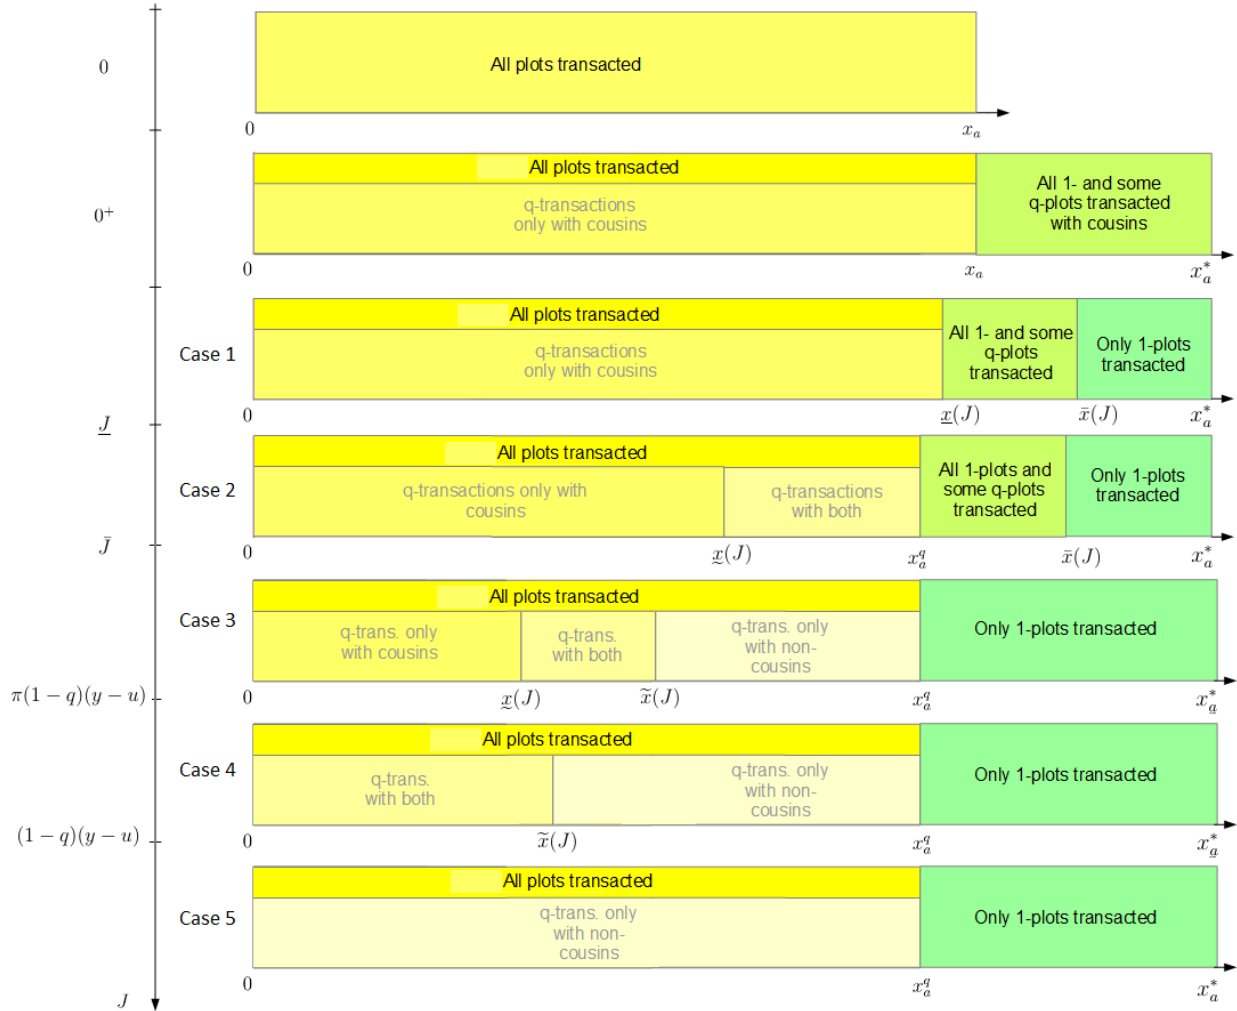 0
All plots transacted
0
x_a
0⁺
All plots transacted
q-transactions
only with cousins
All 1- and some
q-plots transacted
with cousins
0
x_a
x_a^*
Case 1
All plots transacted
q-transactions
only with cousins
All 1- and some
q-plots
transacted
Only 1-plots
transacted
0
x̲(J)
x̄(J)
x_a^*
J̲
Case 2
All plots transacted
q-transactions only with
cousins
q-transactions
with both
All 1-plots and
some q-plots
transacted
Only 1-plots
transacted
0
x̰(J)
x_a^q
x̄(J)
x_a^*
J̄
Case 3
All plots transacted
q-trans. only
with cousins
q-trans.
with both
q-trans. only
with non-
cousins
Only 1-plots transacted
0
x̰(J)
x̃(J)
x_a^q
x_a̲^*
π(1 − q)(y − u)
Case 4
All plots transacted
q-trans.
with both
q-trans. only
with non-
cousins
Only 1-plots transacted
0
x̃(J)
x_a^q
x_a̲^*
(1 − q)(y − u)
Case 5
All plots transacted
q-trans. only
with non-
cousins
Only 1-plots transacted
0
x_a^q
x_a^*
J